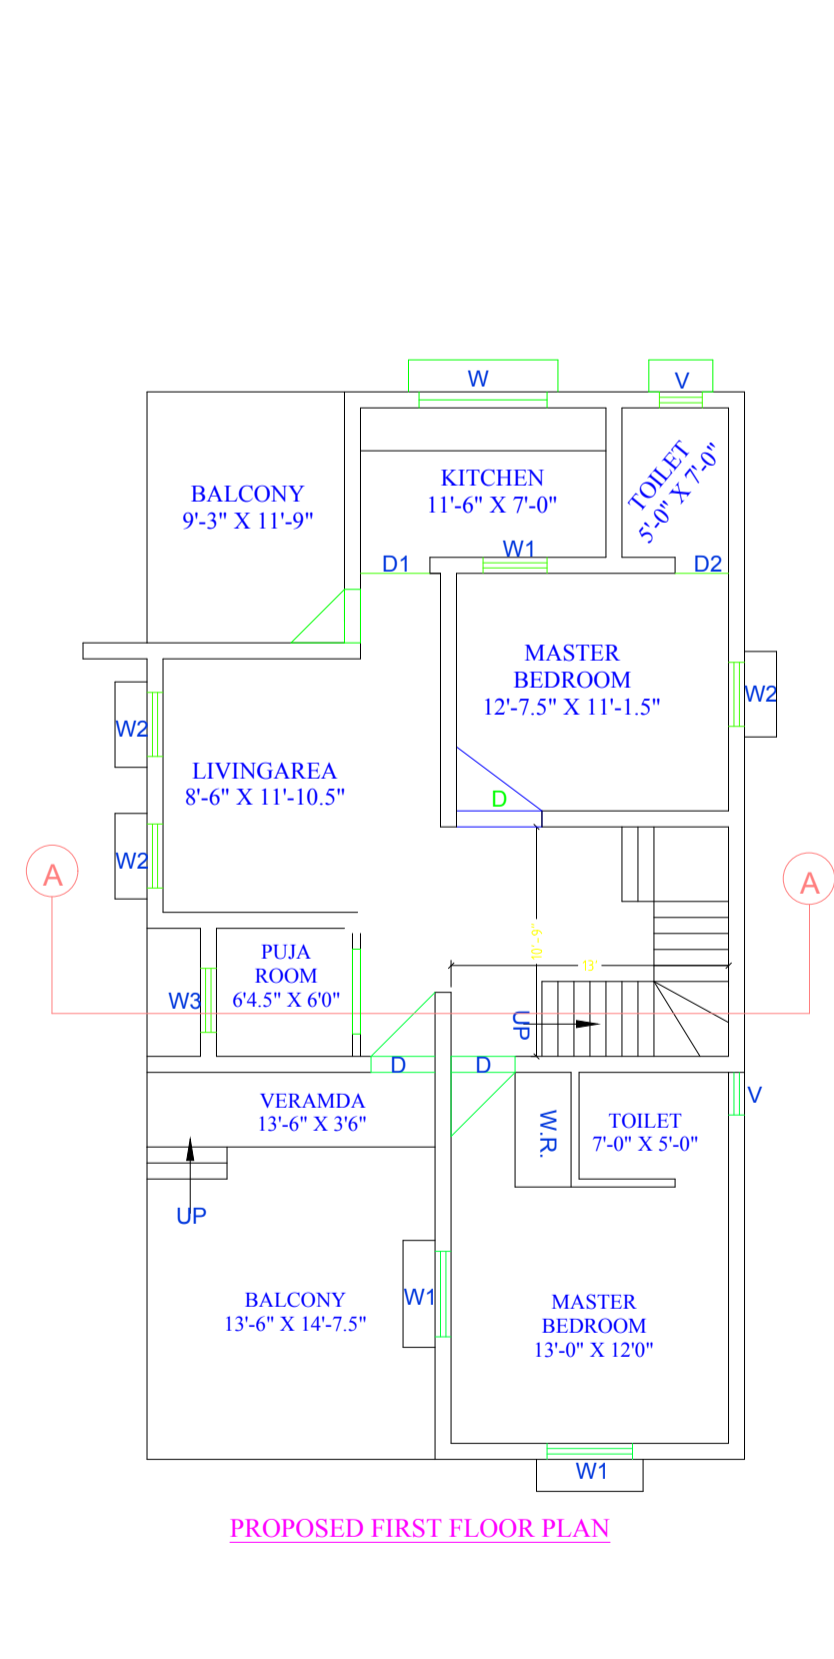 W
V
KITCHEN
11'-6" X 7'-0"
TOILET
5'-0" X 7'-0"
BALCONY
9'-3" X 11'-9"
W1
D1
D2
MASTER
BEDROOM
12'-7.5" X 11'-1.5"
W2
W2
LIVINGAREA
8'-6" X 11'-10.5"
D
W2
A
A
10'-9"
13'
PUJA
ROOM
6'4.5" X 6'0"
W3
UP
D
D
VERAMDA
13'-6" X 3'6"
V
W.R.
TOILET
7'-0" X 5'-0"
UP
W1
BALCONY
13'-6" X 14'-7.5"
MASTER
BEDROOM
13'-0" X 12'0"
W1
PROPOSED FIRST FLOOR PLAN